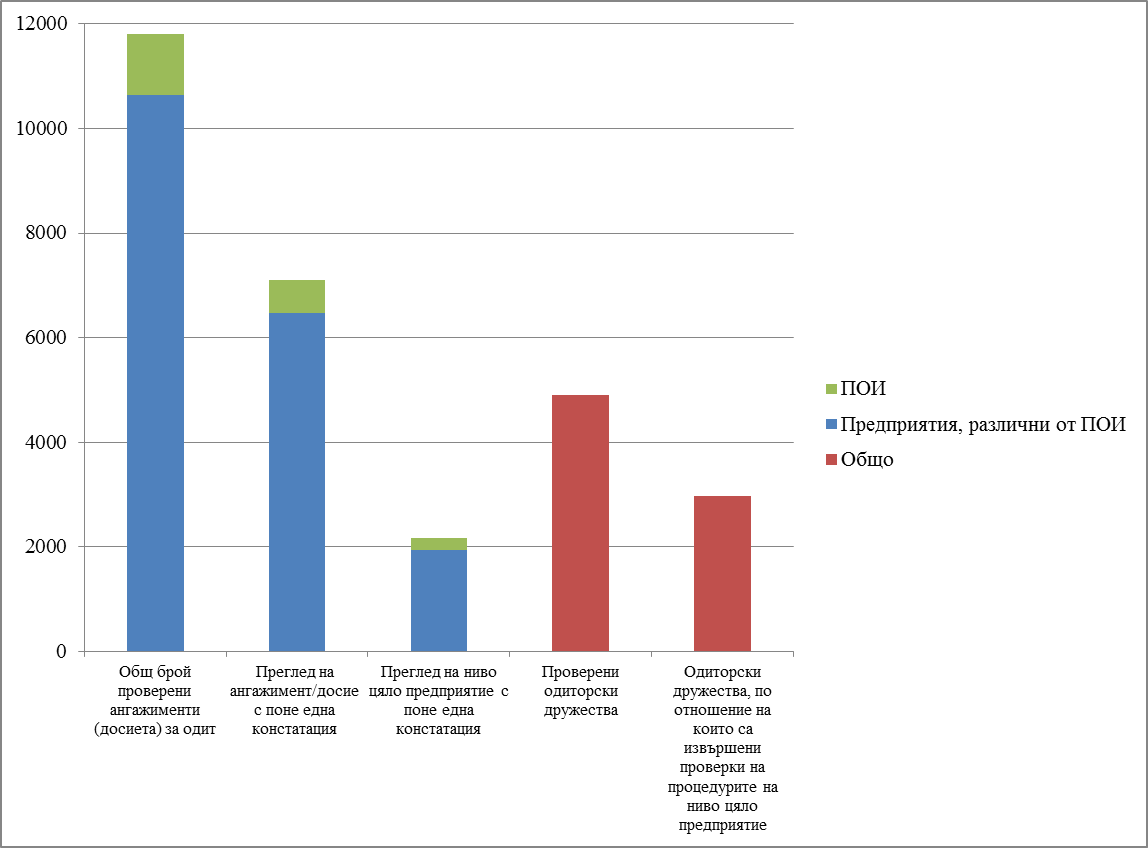 12000
10000
8000
6000
4000
2000
0
ПОИ
Предприятия, различни от ПОИ
Общо
Общ брой
проверени
ангажименти
(досиета) за одит
Преглед на
ангажимент/досие
с поне една
констатация
Преглед на ниво
цяло предприятие с
поне една
констатация
Проверени
одиторски
дружества
Одиторски
дружества, по
отношение на
които са
извършени
проверки на
процедурите на
ниво цяло
предприятие